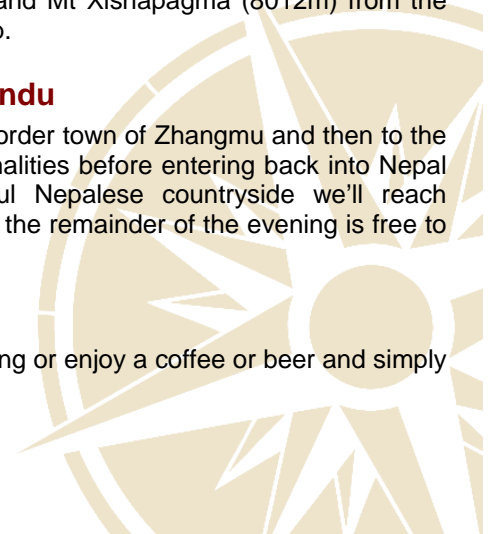 and Mt Xishapagma (8012m) from the
ndu
order town of Zhangmu and then to the
nalities before entering back into Nepal
ul Nepalese countryside we'll reach
the remainder of the evening is free to
ng or enjoy a coffee or beer and simply